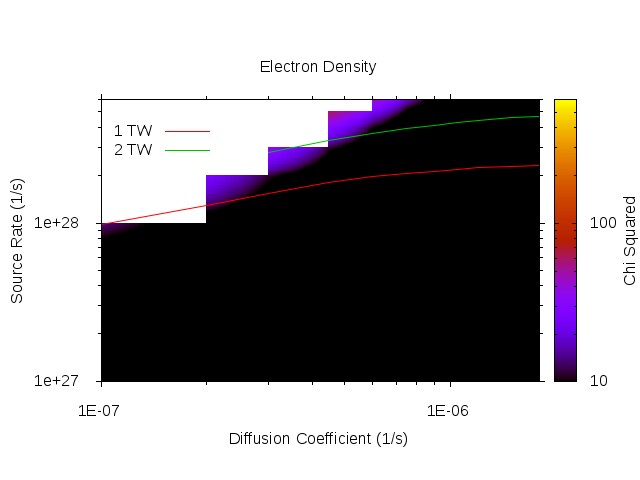 Electron Density
1 TW
2 TW
1e+28
1e+27
Source Rate (1/s)
1E-07
1E-06
Diffusion Coefficient (1/s)
100
10
Chi Squared